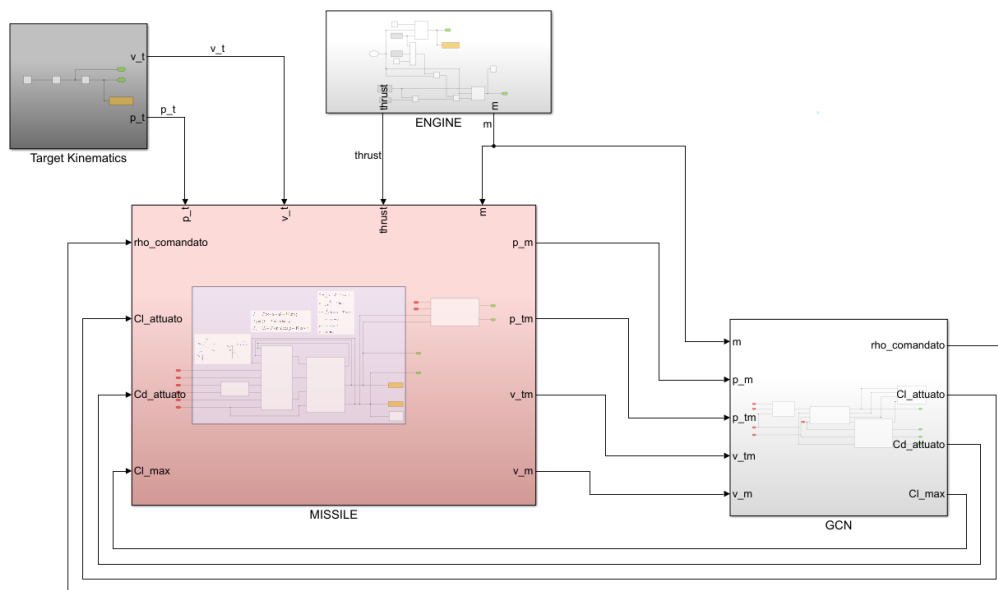 v_t
v_t
p_t
p_t
Target Kinematics
thrust
m
ENGINE
m
thrust
p_t
v_t
thrust
m
rho_comandato
Cl_attuato
Cd_attuato
Cl_max
p_m
p_tm
v_tm
v_m
MISSILE
m
p_m
p_tm
v_tm
v_m
rho_comandato
Cl_attuato
Cd_attuato
Cl_max
GCN